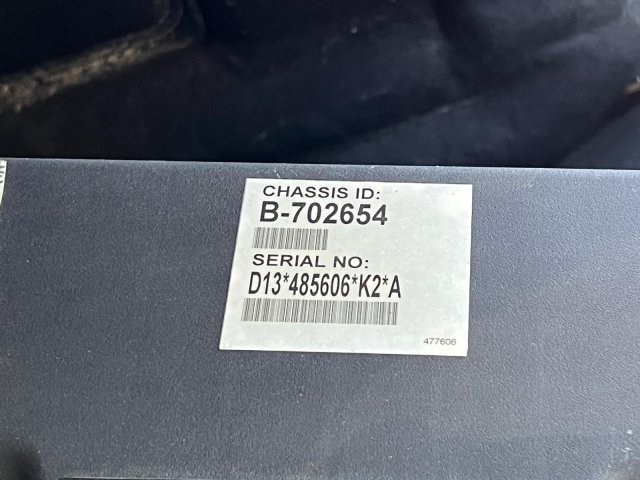 CHASSIS ID:
B-702654
SERIAL NO:
D13*485606*K2*A
477606